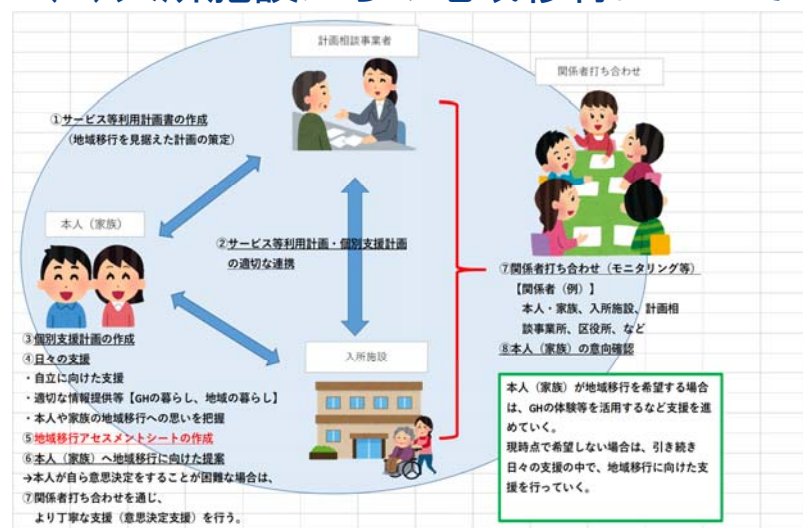 計画相談事業者
関係者打ち合わせ
①サービス等利用計画書の作成
（地域移行を見据えた計画の策定）
本人（家族）
②サービス等利用計画・個別支援計画
の適切な連携
⑦関係者打ち合わせ（モニタリング等）
【関係者（例）】
本人・家族、入所施設、計画相
談事業所、区役所、など
⑧本人（家族）の意向確認
③個別支援計画の作成
④日々の支援
・自立に向けた支援
・適切な情報提供等【GHの暮らし、地域の暮らし】
・本人や家族の地域移行への思いを把握
⑤地域移行アセスメントシートの作成
⑥本人（家族）へ地域移行に向けた提案
→本人が自ら意思決定をすることが困難な場合は、
⑦関係者打ち合わせを通じ、
より丁寧な支援（意思決定支援）を行う。
入所施設
本人（家族）が地域移行を希望する場合
は、GHの体験等を活用するなど支援を進
めていく。
現時点で希望しない場合は、引き続き
日々の支援の中で、地域移行に向けた支
援を行っていく。